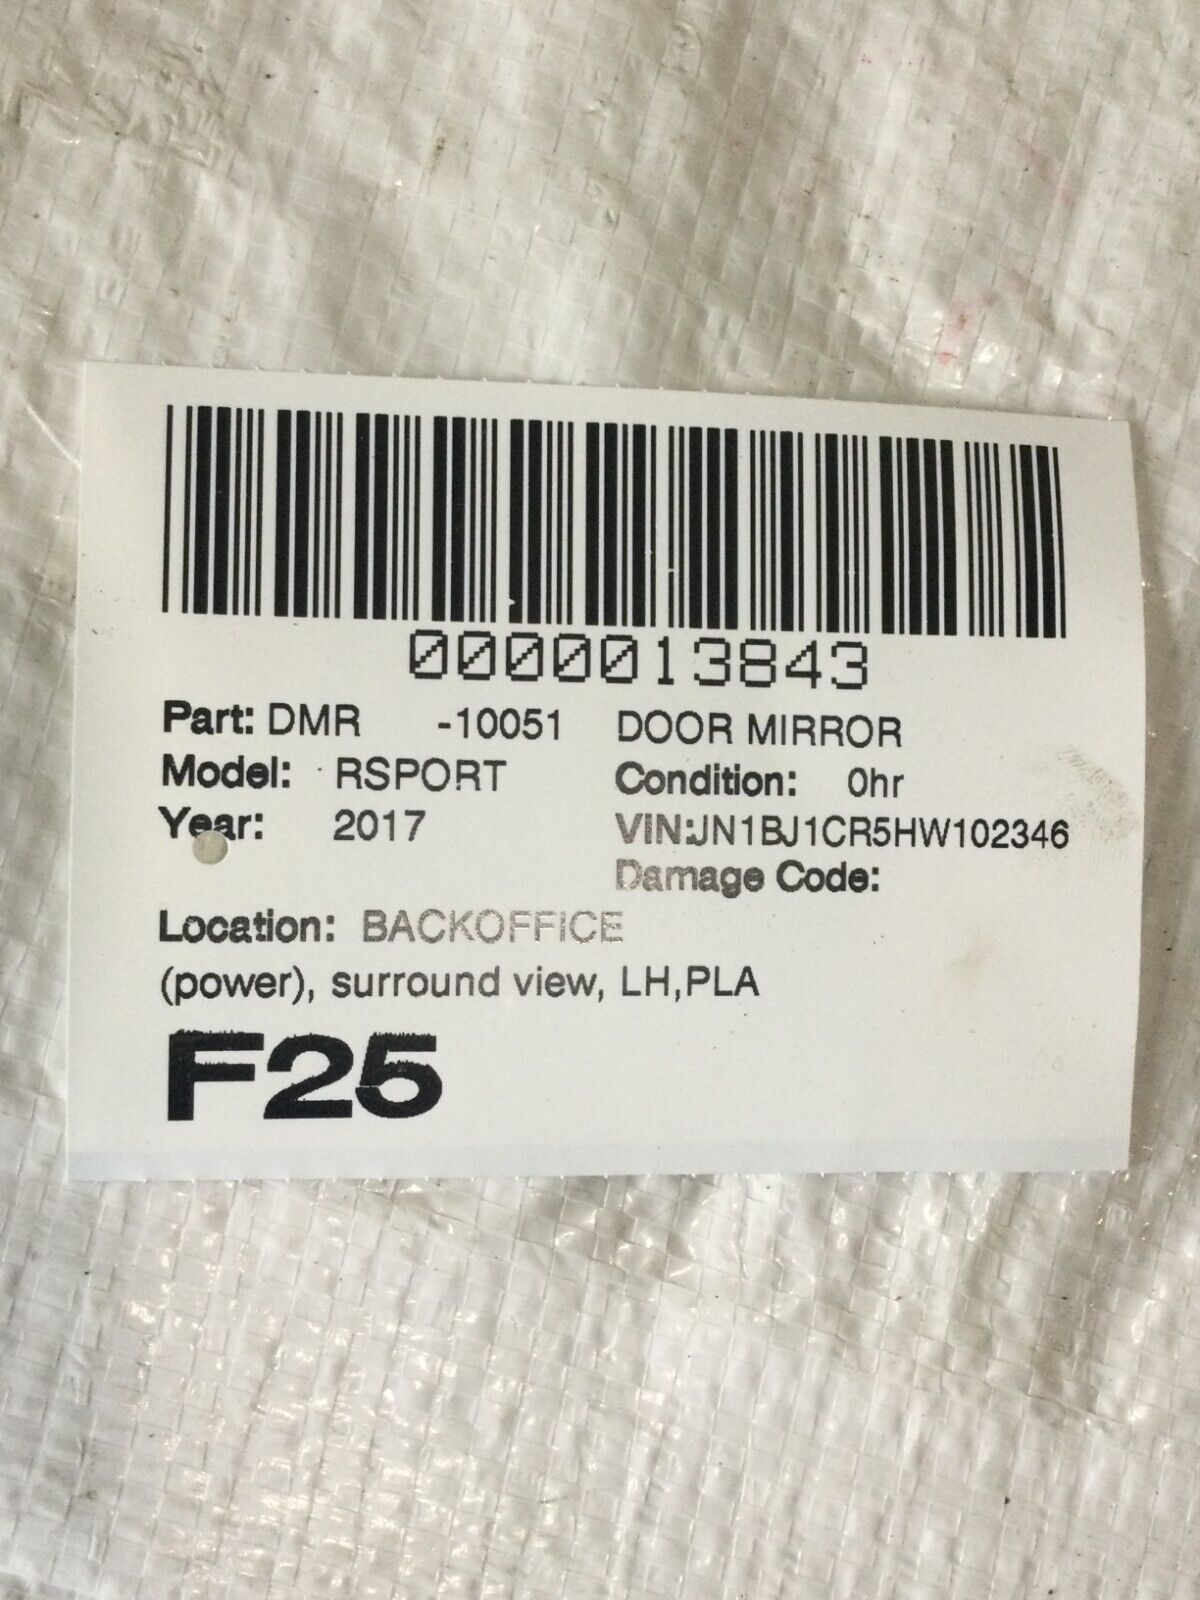 0000013843
Part: DMR -10051 DOOR MIRROR
Model: RSPORT Condition: 0hr
Year: 2017 VIN:JN1BJ1CR5HW102346
Damage Code:
Location: BACKOFFICE
(power), surround view, LH,PLA
F25